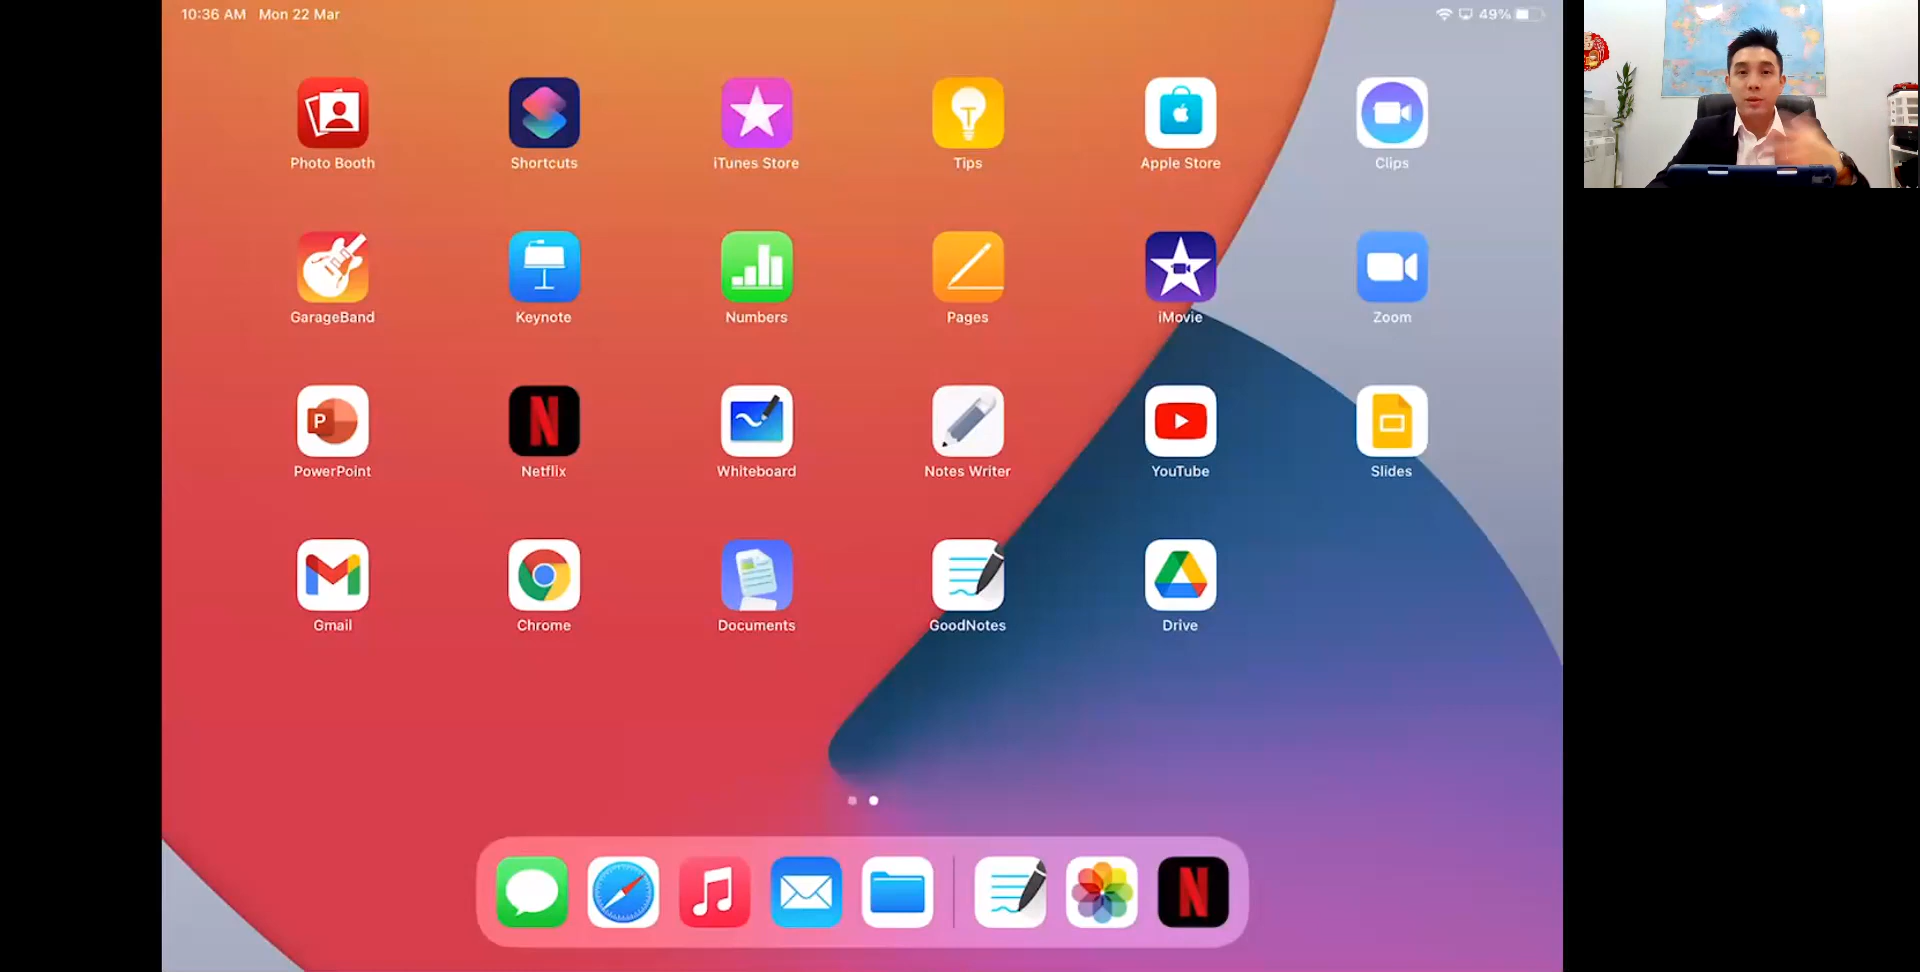 10:36 AM Mon 22 Mar
49%
Photo Booth
Shortcuts
iTunes Store
Tips
Apple Store
Clips
GarageBand
Keynote
Numbers
Pages
iMovie
Zoom
P
PowerPoint
N
Netflix
Whiteboard
Notes Writer
YouTube
Slides
Gmail
Chrome
Documents
GoodNotes
Drive
N